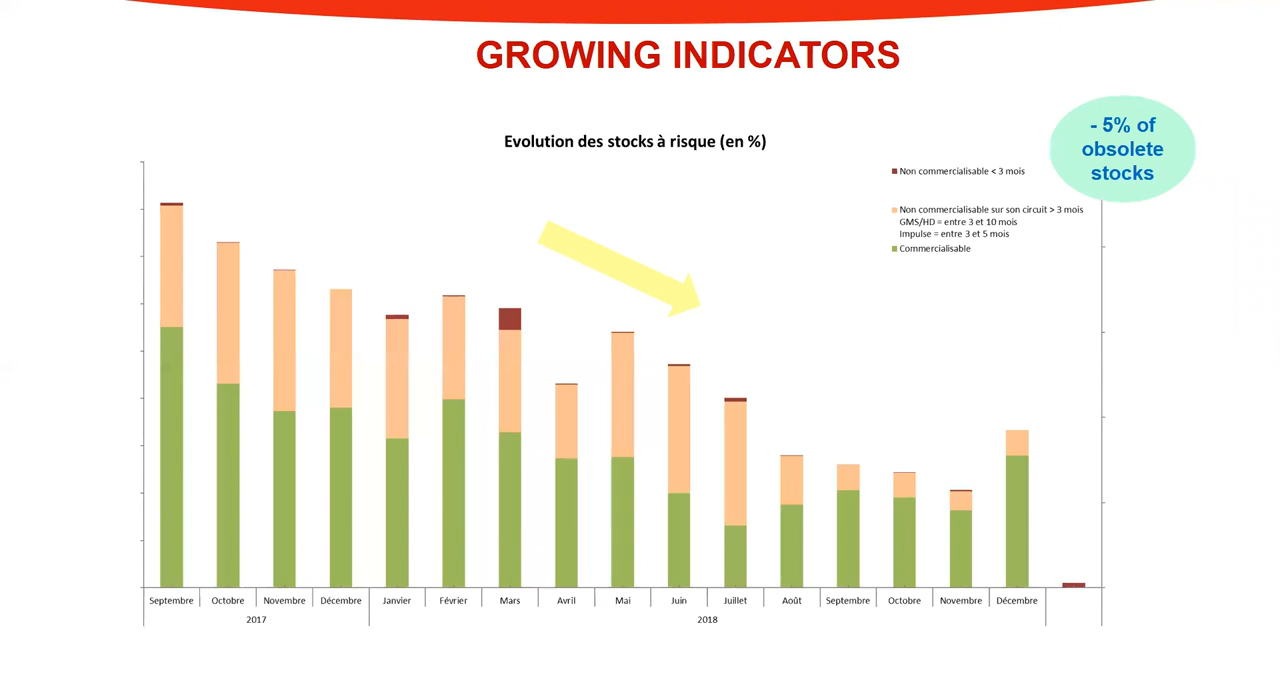 GROWING INDICATORS
- 5% of
obsolete
stocks
Evolution des stocks à risque (en %)
Non commercialisable < 3 mois
Non commercialisable sur son circuit > 3 mois
GMS/HD = entre 3 et 10 mois
Impulse = entre 3 et 5 mois
Commercialisable
Septembre Octobre Novembre Décembre Janvier Février Mars Avril Mai Juin Juillet Août Septembre Octobre Novembre Décembre
2017 2018